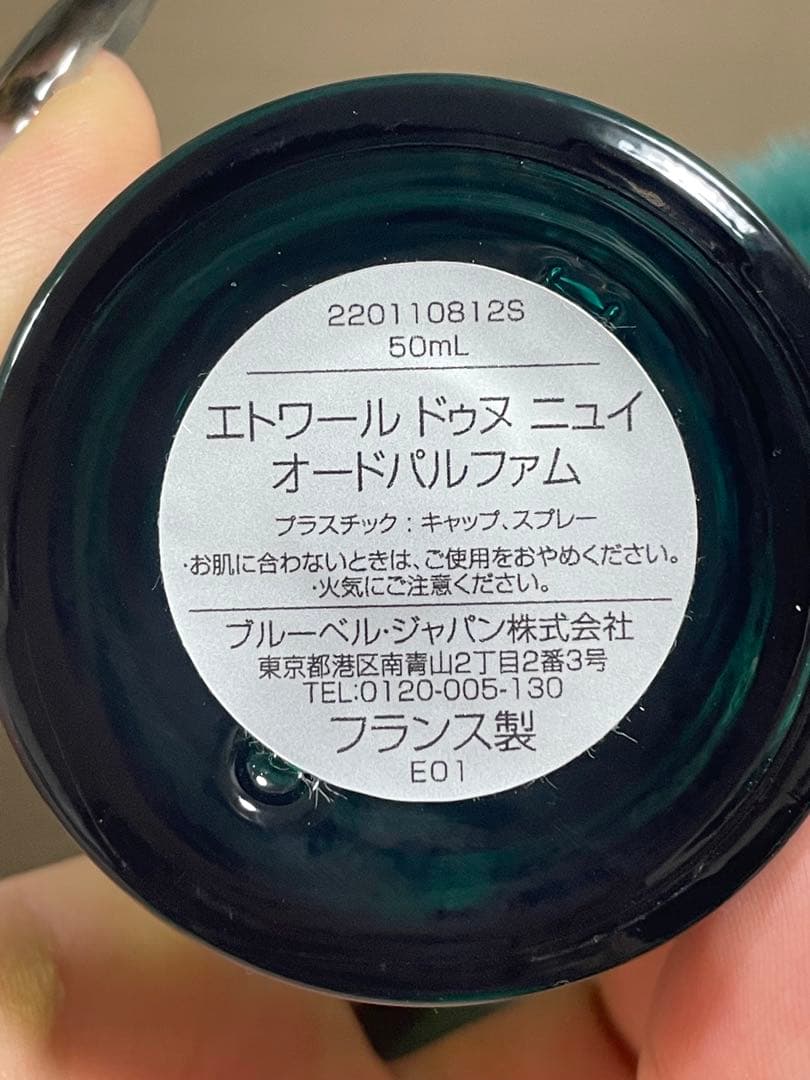 220110812S
50mL
エトワール ドゥヌ ニュイ
オードパルファム
プラスチック：キャップ、スプレー
･お肌に合わないときは、ご使用をおやめください。
･火気にご注意ください。
ブルーベル･ジャパン株式会社
東京都港区南青山2丁目2番3号
TEL:0120-005-130
フランス製
E01